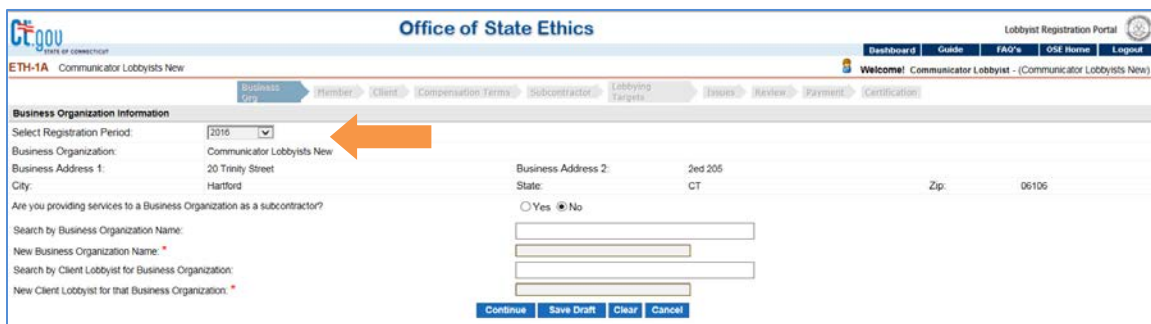 Ct.gov
STATE OF CONNECTICUT
Office of State Ethics
Lobbyist Registration Portal
Dashboard Guide FAQ's OSE Home Logout
ETH-1A Communicator Lobbyists New
Welcome! Communicator Lobbyist - (Communicator Lobbyists New)
Business Org Member Client Compensation Terms Subcontractor Lobbying Targets Issues Review Payment Certification
Business Organization Information
Select Registration Period: 2016
Business Organization: Communicator Lobbyists New
Business Address 1: 20 Trinity Street Business Address 2: 2ed 205
City: Hartford State: CT Zip: 06106
Are you providing services to a Business Organization as a subcontractor? Yes No
Search by Business Organization Name:
New Business Organization Name: *
Search by Client Lobbyist for Business Organization:
New Client Lobbyist for that Business Organization: *
Continue Save Draft Clear Cancel